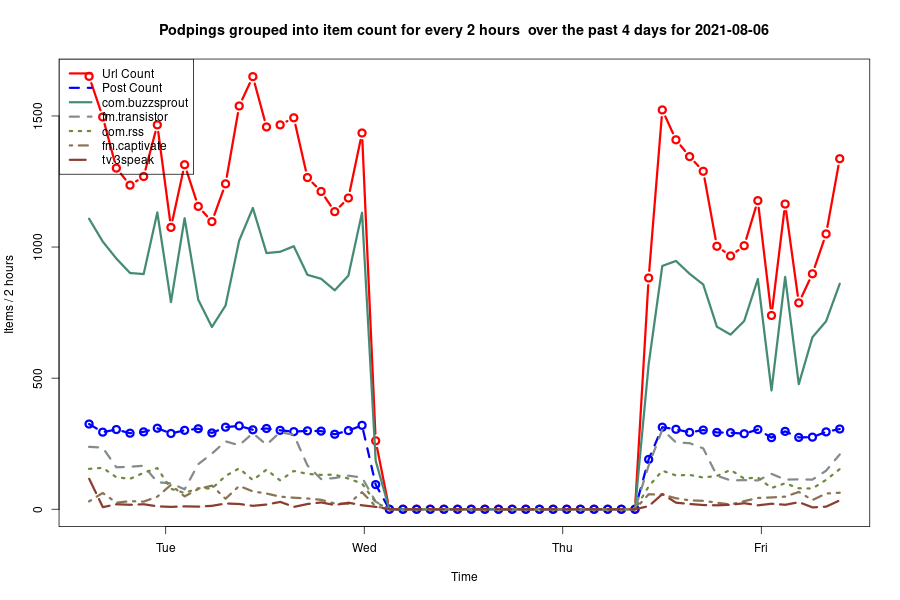 Podpings grouped into item count for every 2 hours  over the past 4 days for 2021-08-06
Url Count
Post Count
com.buzzsprout
fm.transistor
com.rss
fm.captivate
tv.3speak
1500
1000
500
0
Items / 2 hours
Tue
Wed
Thu
Fri
Time